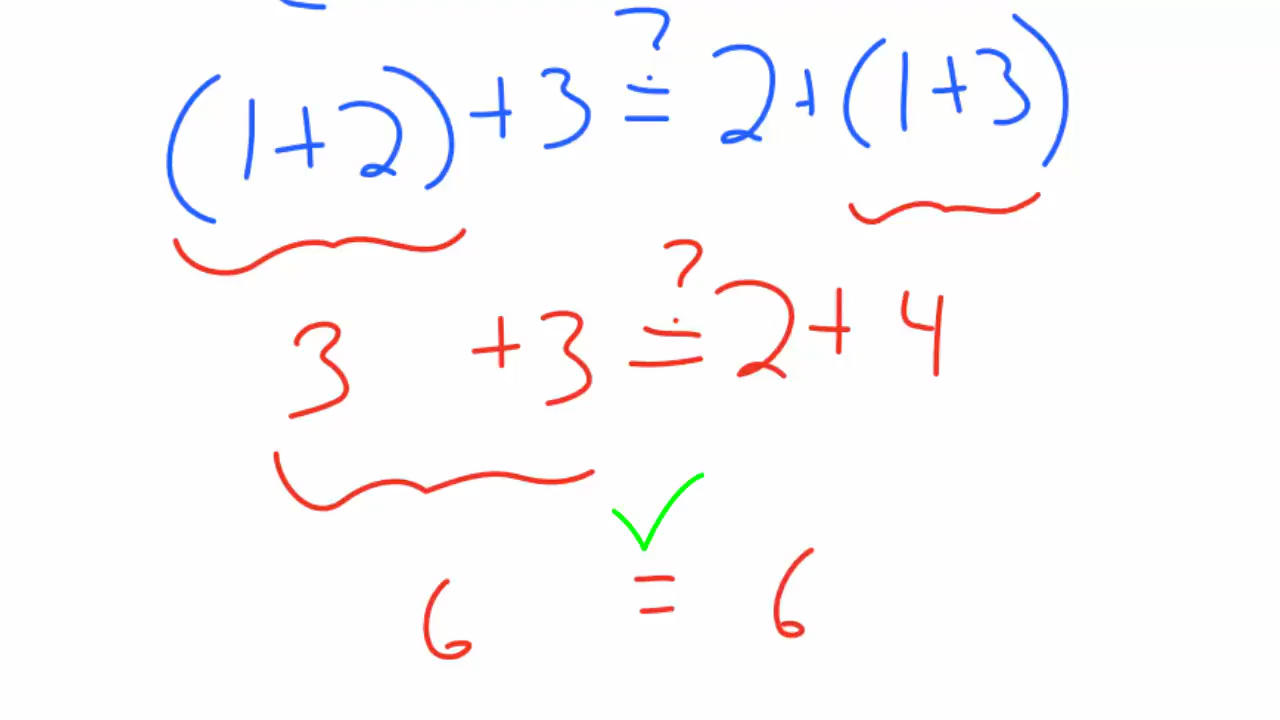 (1+2)+3 ≟ 2+(1+3)
3 +3 ≟ 2+4
✓
6 = 6